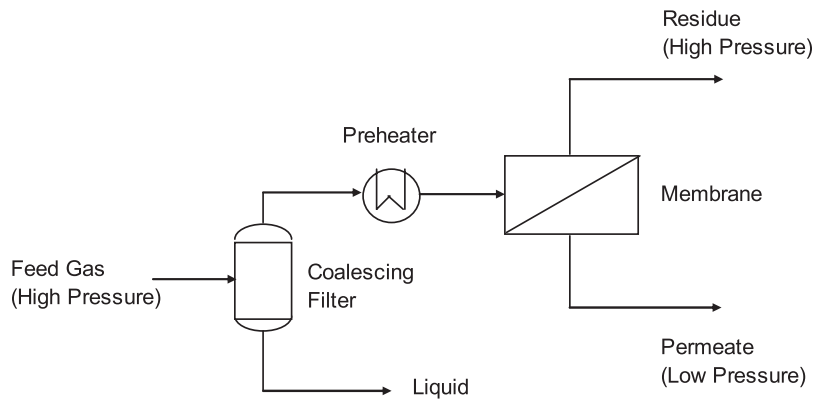 Residue
(High Pressure)
Preheater
Membrane
Feed Gas
(High Pressure)
Coalescing
Filter
Permeate
(Low Pressure)
Liquid